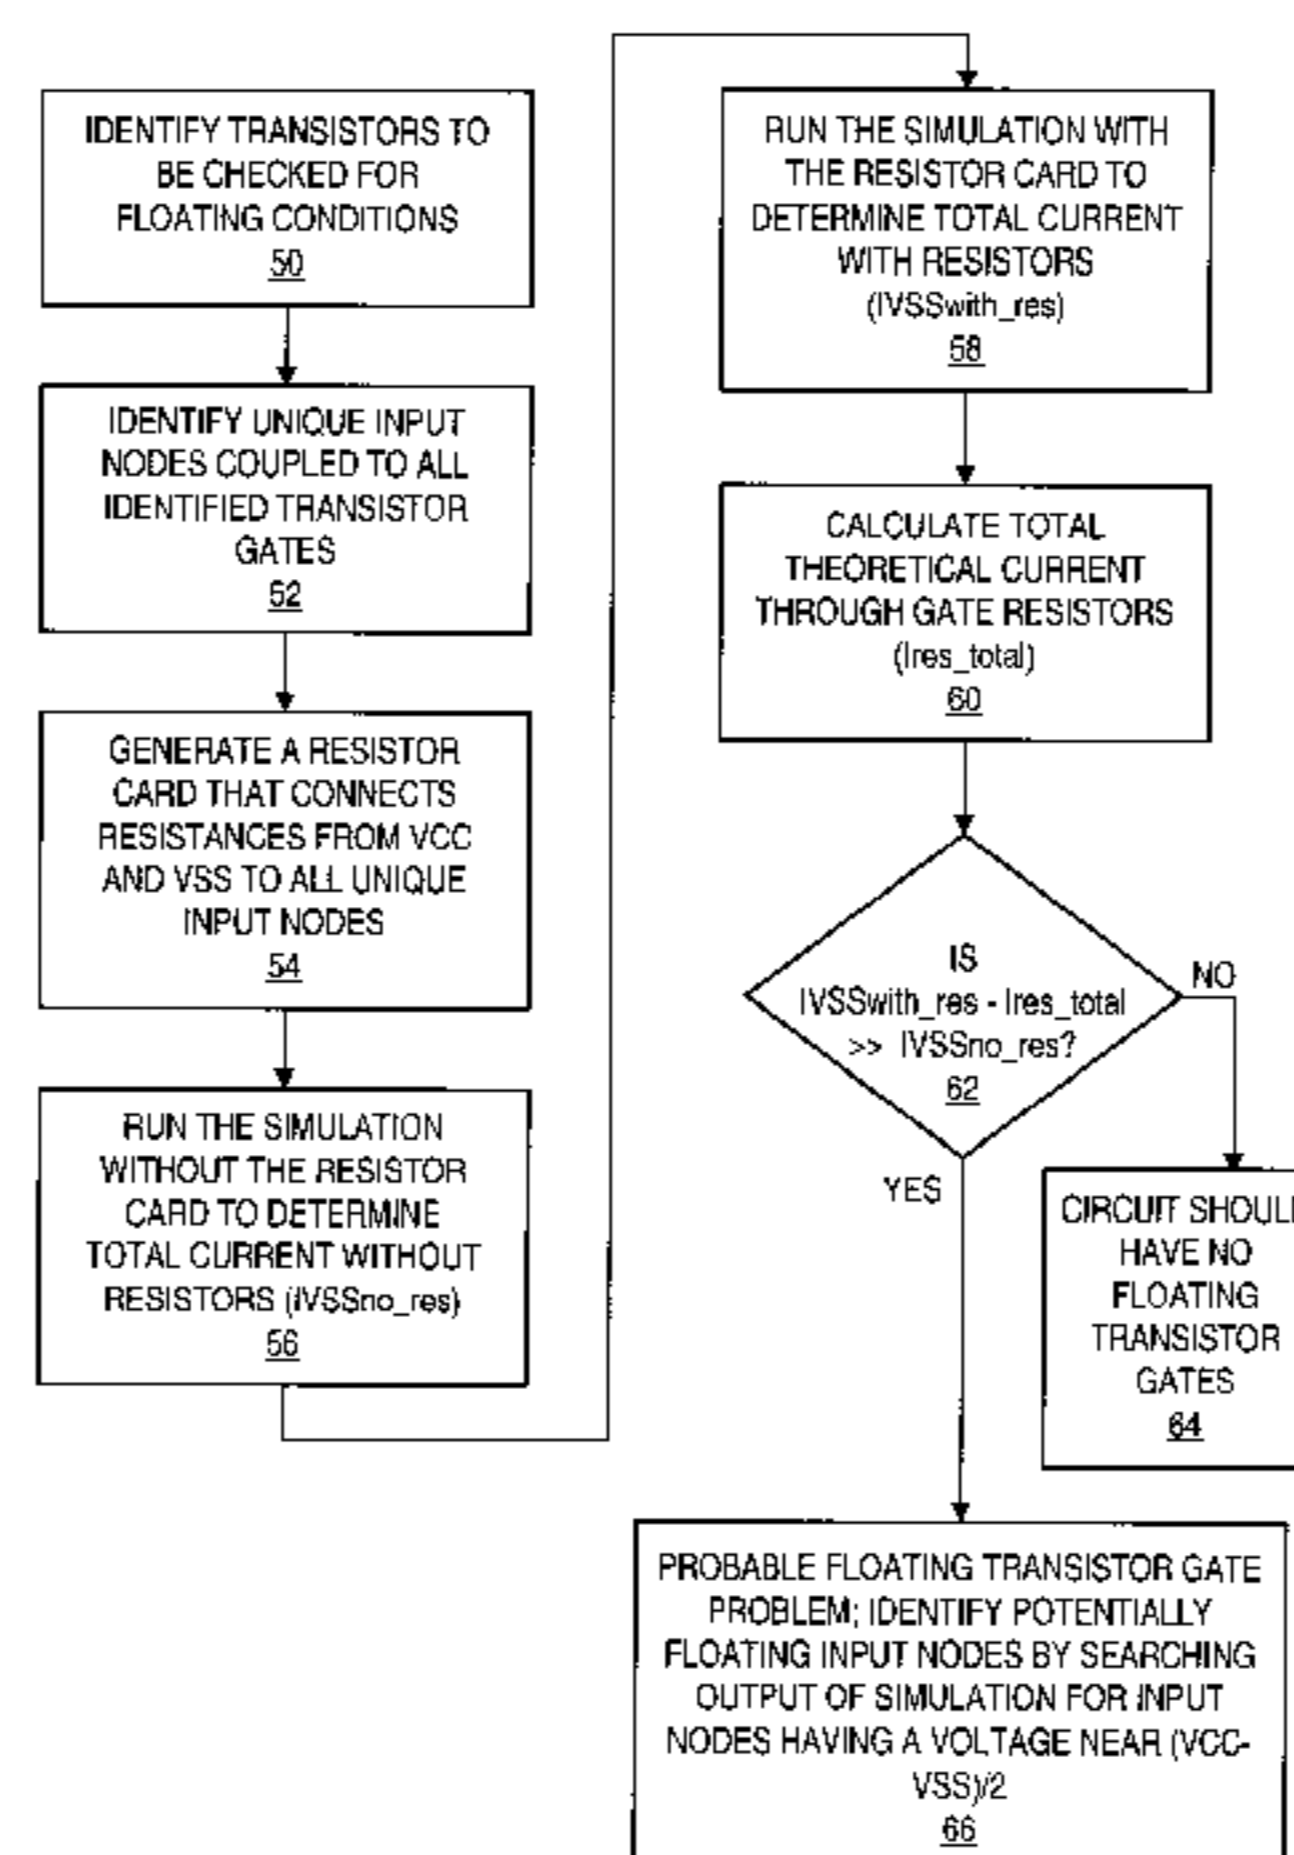 IDENTIFY TRANSISTORS TO
BE CHECKED FOR
FLOATING CONDITIONS
50
IDENTIFY UNIQUE INPUT
NODES COUPLED TO ALL
IDENTIFIED TRANSISTOR
GATES
52
GENERATE A RESISTOR
CARD THAT CONNECTS
RESISTANCES FROM VCC
AND VSS TO ALL UNIQUE
INPUT NODES
54
RUN THE SIMULATION
WITHOUT THE RESISTOR
CARD TO DETERMINE
TOTAL CURRENT WITHOUT
RESISTORS (IVSSno_res)
56
RUN THE SIMULATION WITH
THE RESISTOR CARD TO
DETERMINE TOTAL CURRENT
WITH RESISTORS
(IVSSwith_res)
58
CALCULATE TOTAL
THEORETICAL CURRENT
THROUGH GATE RESISTORS
(Ires_total)
60
IS
IVSSwith_res - Ires_total
>> IVSSno_res?
62
NO
YES
CIRCUIT
HAVE NO
FLOATING
TRANSISTOR
GATES
64
PROBABLE FLOATING TRANSISTOR GATE
PROBLEM; IDENTIFY POTENTIALLY
FLOATING INPUT NODES BY SEARCHING
OUTPUT OF SIMULATION FOR INPUT
NODES HAVING A VOLTAGE NEAR (VCC-
VSS)/2
66